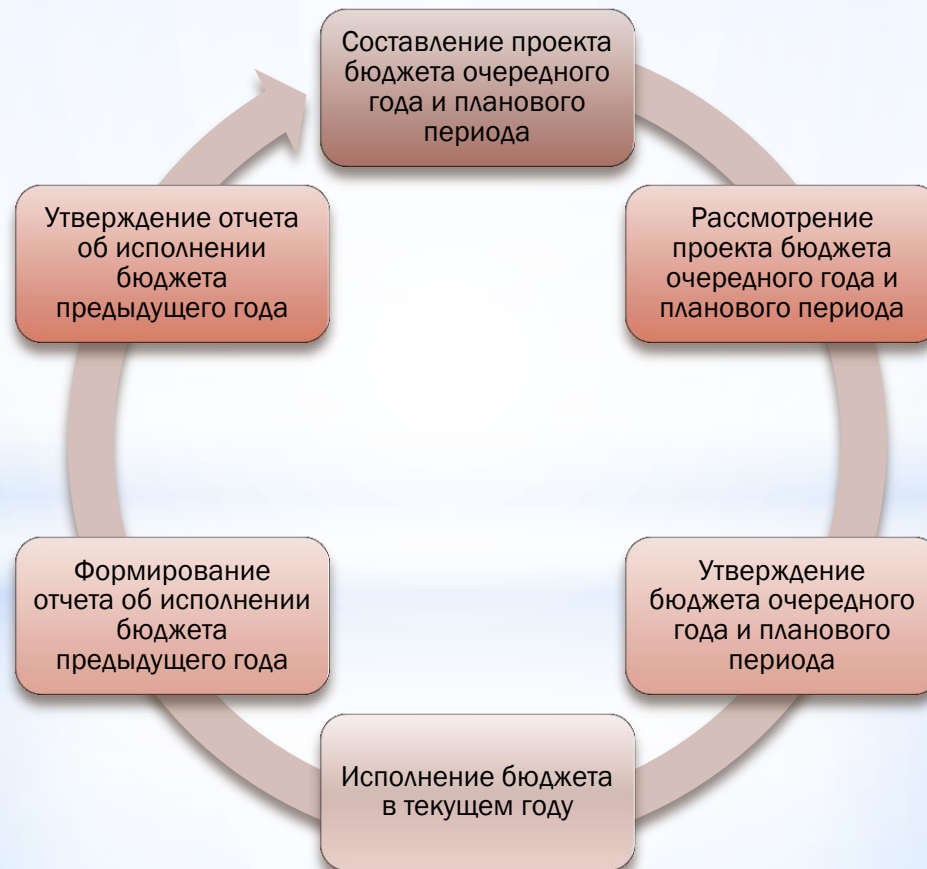 Составление проекта
бюджета очередного
года и планового
периода
Рассмотрение
проекта бюджета
очередного года и
планового периода
Утверждение
бюджета очередного
года и планового
периода
Исполнение бюджета
в текущем году
Формирование
отчета об исполнении
бюджета
предыдущего года
Утверждение отчета
об исполнении
бюджета
предыдущего года